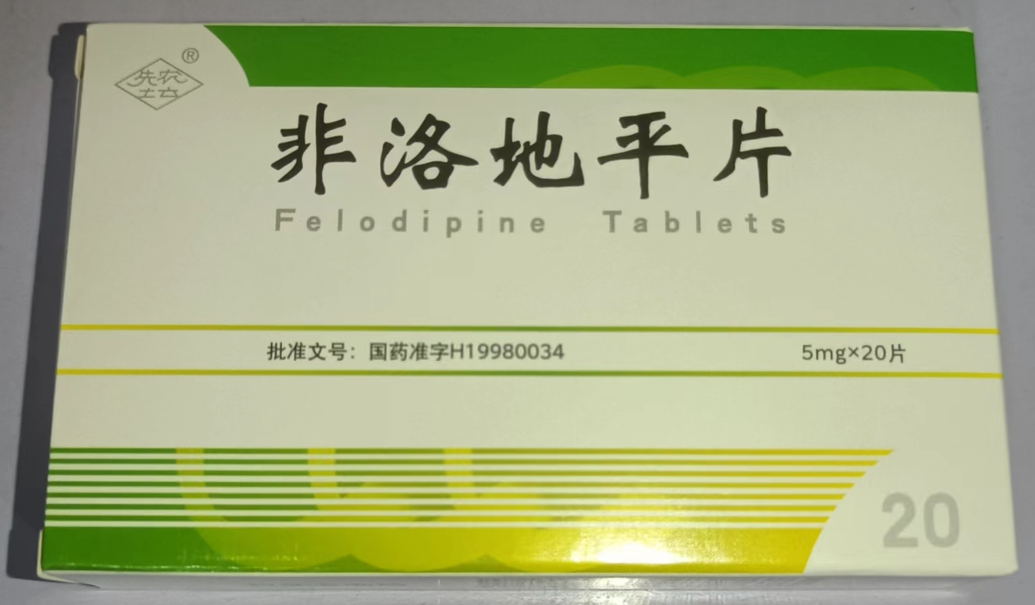 ®
非洛地平片
Felodipine Tablets
批准文号：国药准字H19980034
5mg×20片
20